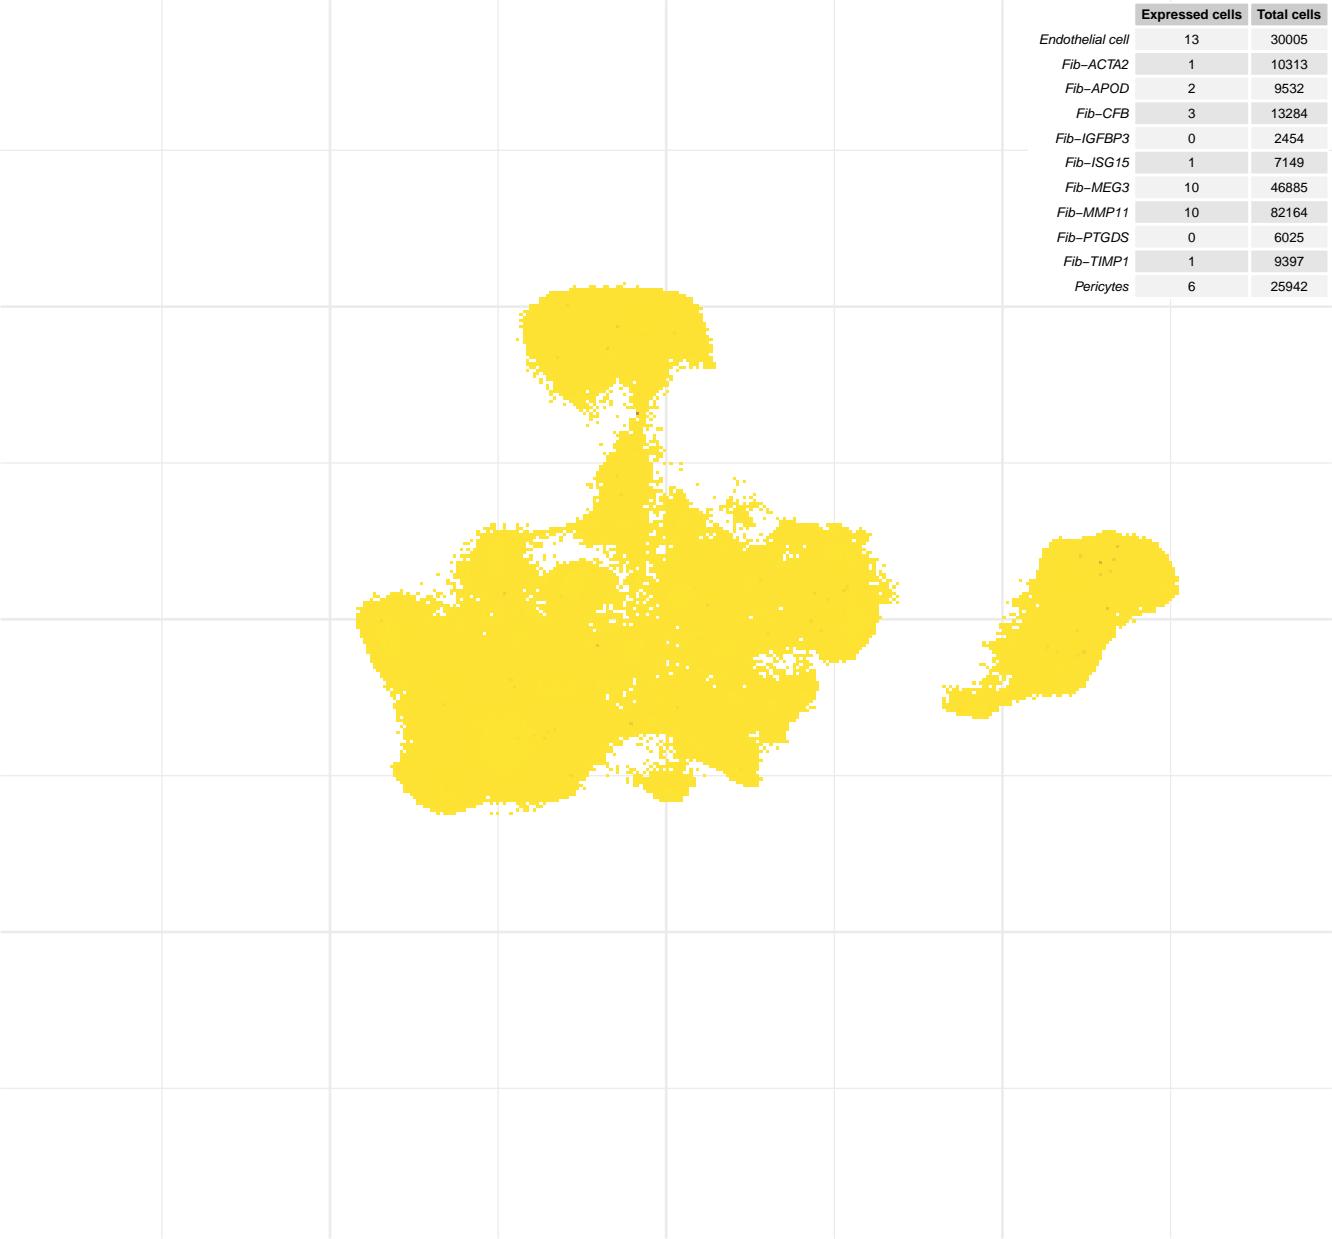 Expressed cells Total cells
Endothelial cell 13 30005
Fib−ACTA2 1 10313
Fib−APOD 2 9532
Fib−CFB 3 13284
Fib−IGFBP3 0 2454
Fib−ISG15 1 7149
Fib−MEG3 10 46885
Fib−MMP11 10 82164
Fib−PTGDS 0 6025
Fib−TIMP1 1 9397
Pericytes 6 25942